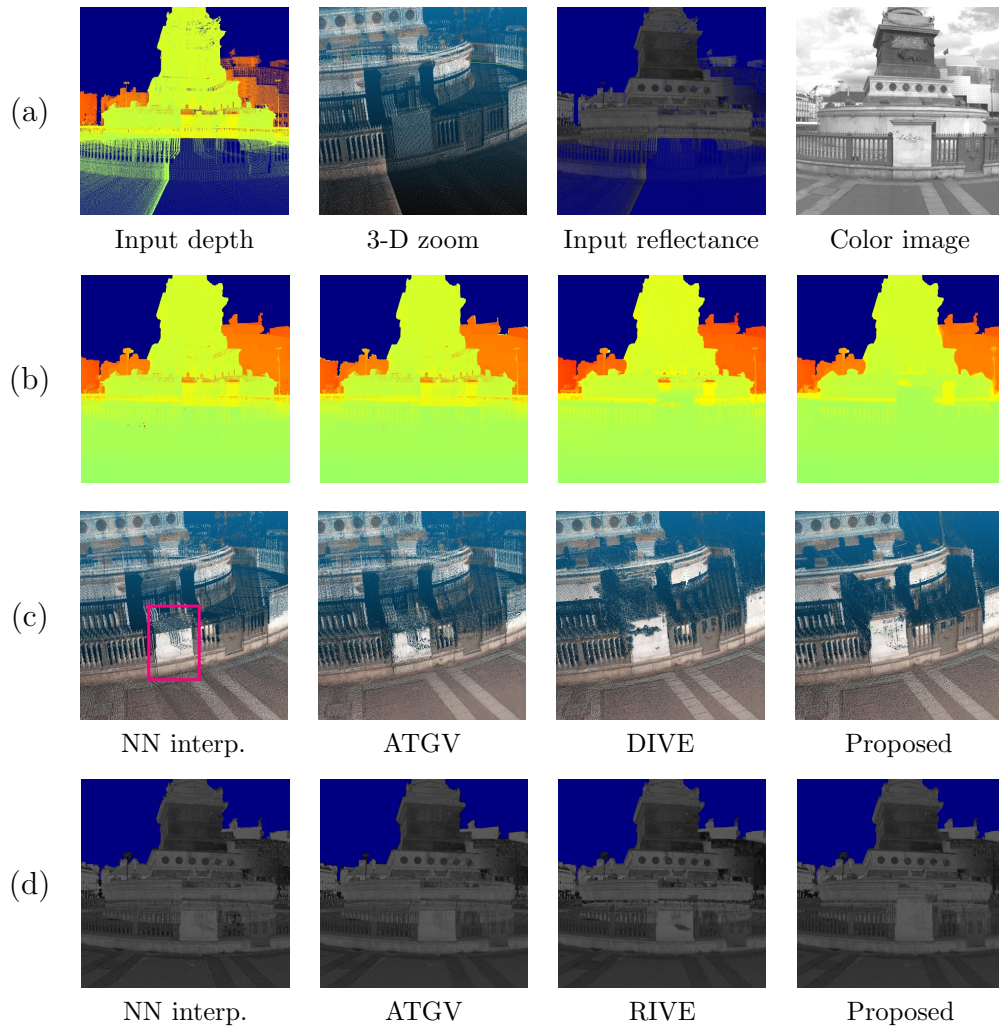 (a)
Input depth
3-D zoom
Input reflectance
Color image
(b)
(c)
NN interp.
ATGV
DIVE
Proposed
(d)
NN interp.
ATGV
RIVE
Proposed